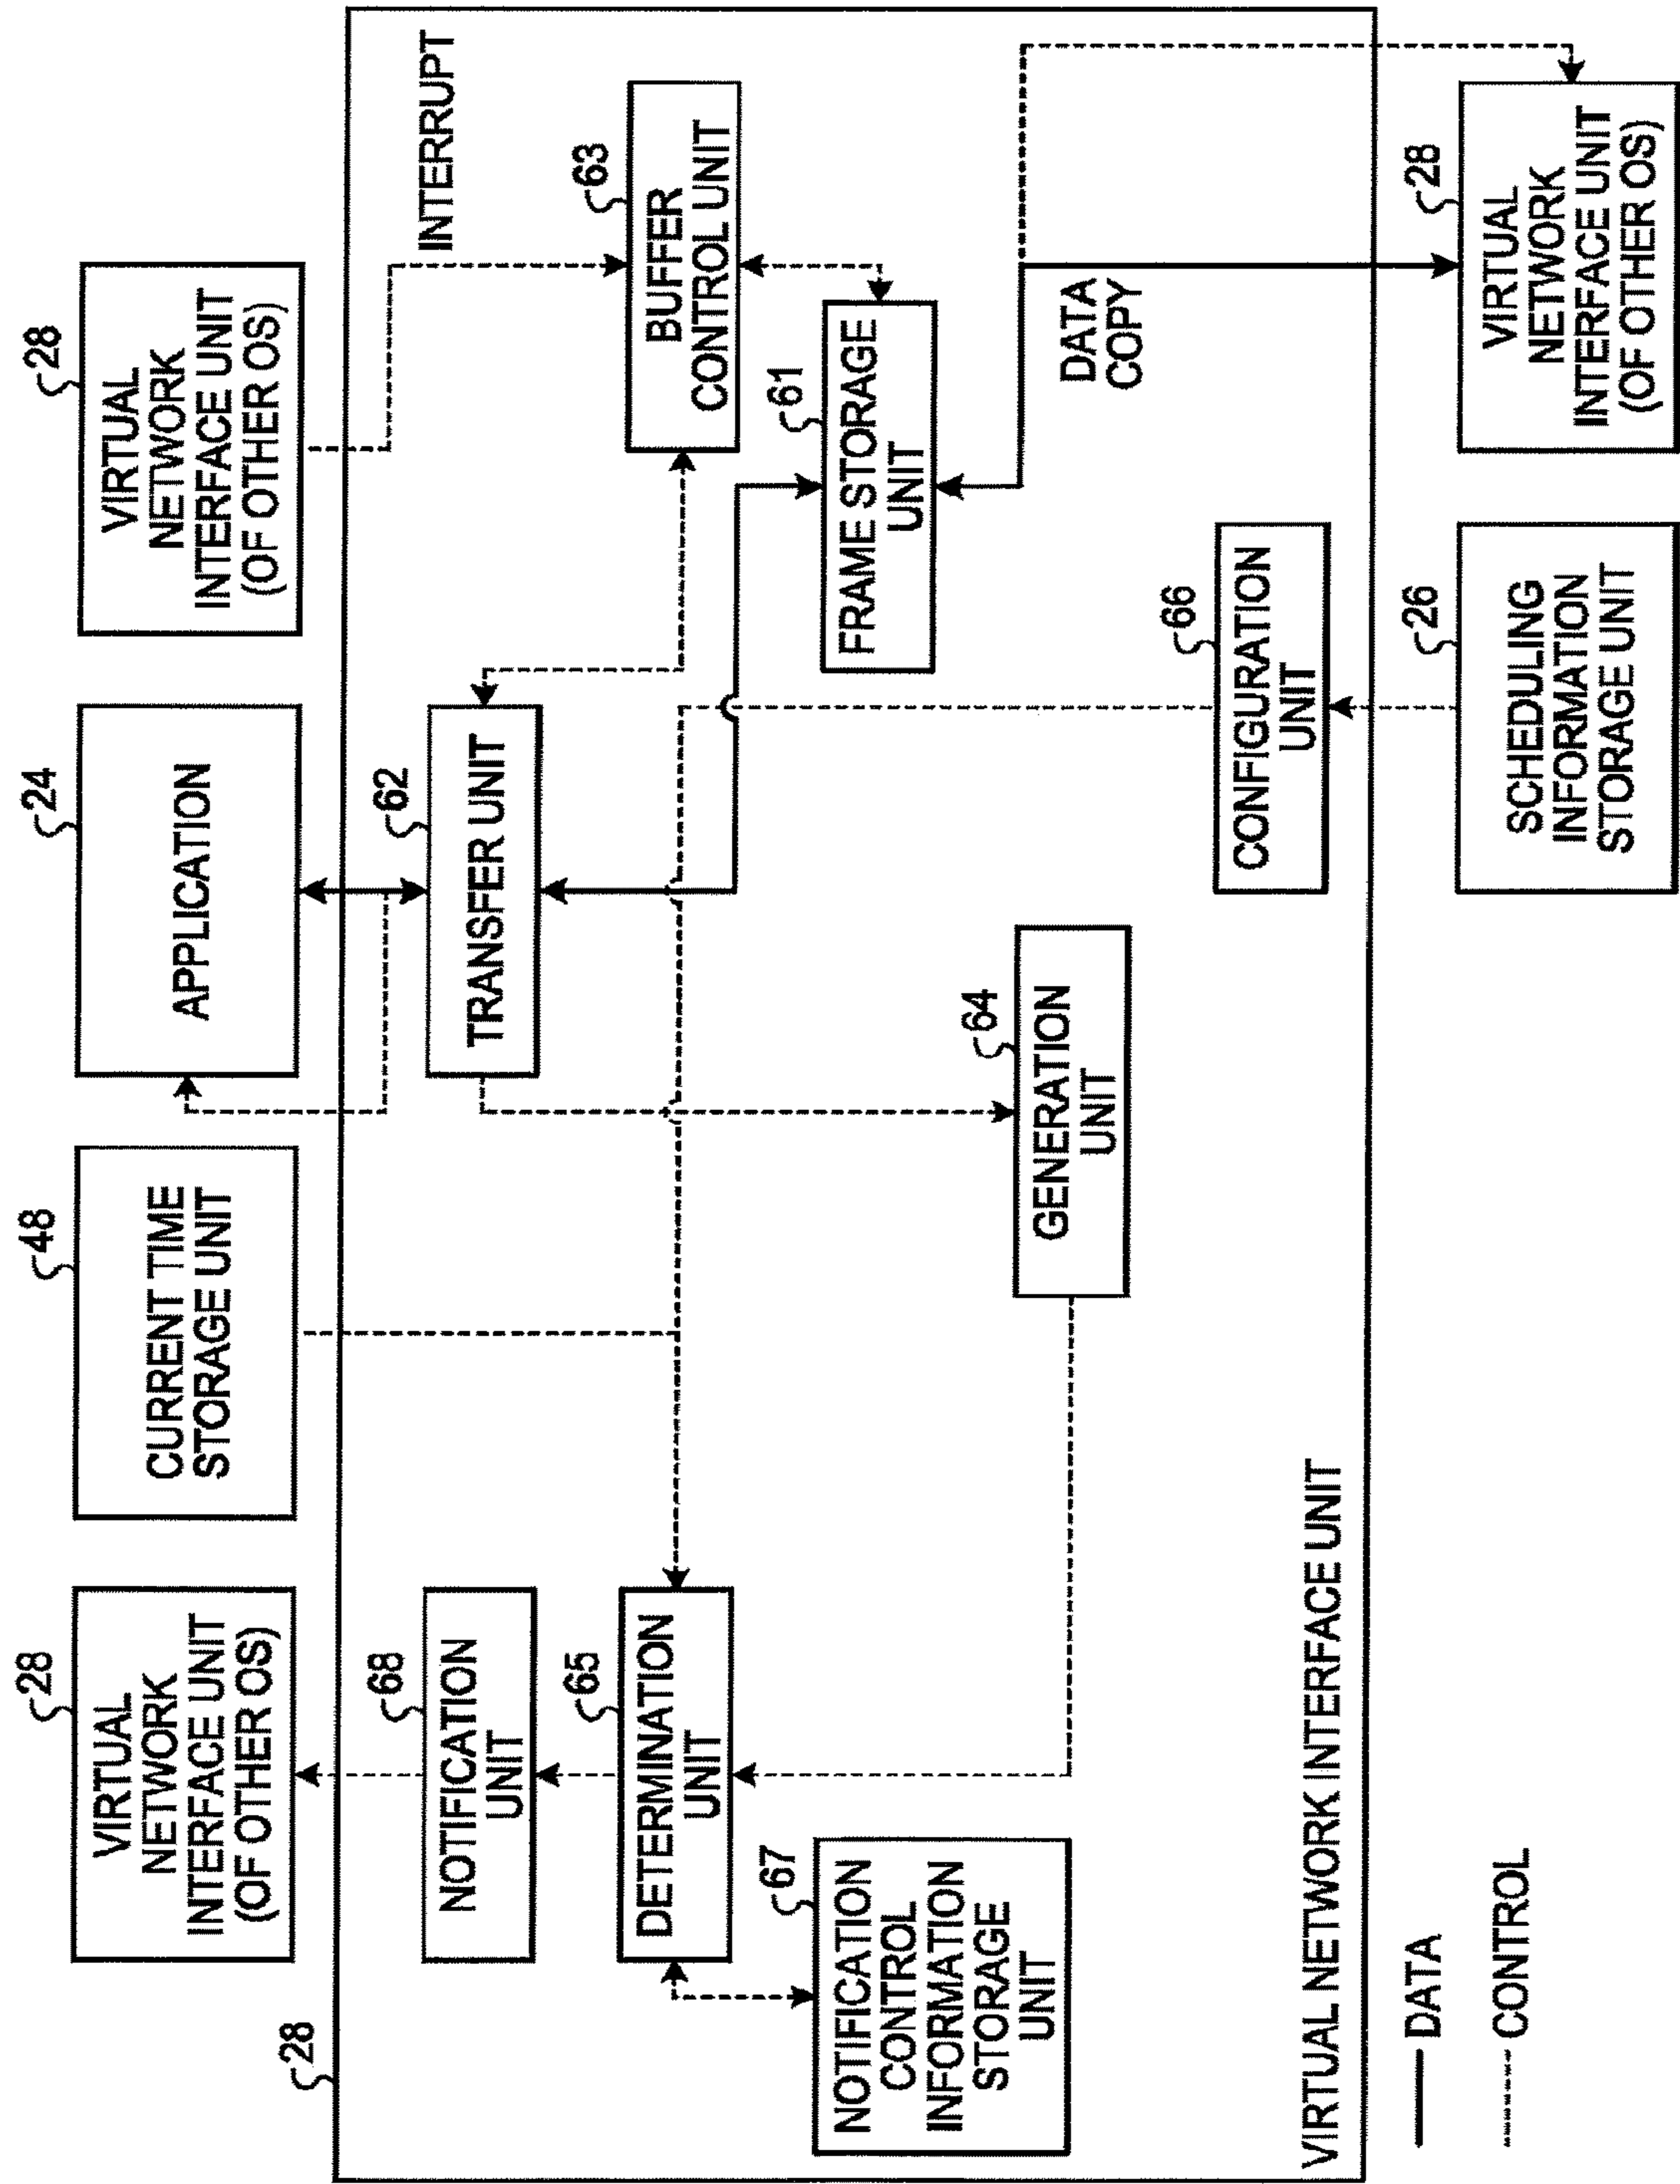 28
VIRTUAL
NETWORK
INTERFACE UNIT
(OF OTHER OS)
48
CURRENT TIME
STORAGE UNIT
24
APPLICATION
28
VIRTUAL
NETWORK
INTERFACE UNIT
(OF OTHER OS)
28
INTERRUPT
68
NOTIFICATION
UNIT
62
TRANSFER UNIT
65
DETERMINATION
UNIT
63
BUFFER
CONTROL UNIT
67
NOTIFICATION
CONTROL
INFORMATION
STORAGE
UNIT
61
FRAME STORAGE
UNIT
64
GENERATION
UNIT
DATA
COPY
66
CONFIGURATION
UNIT
VIRTUAL NETWORK INTERFACE UNIT
26
SCHEDULING
INFORMATION
STORAGE UNIT
28
VIRTUAL
NETWORK
INTERFACE UNIT
(OF OTHER OS)
DATA
CONTROL